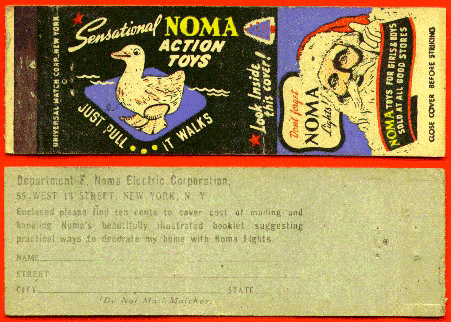 UNIVERSAL MATCH CORP., NEW YORK
Sensational NOMA
ACTION
TOYS
JUST PULL... IT WALKS
Look Inside
this cover!
Don't forget
NOMA
Lights!
NOMA TOYS FOR GIRLS & BOYS
SOLD AT ALL GOOD STORES
CLOSE COVER BEFORE STRIKING
Department F, Noma Electric Corporation,
55 WEST 13 STREET, NEW YORK, N. Y.
Enclosed please find ten cents to cover cost of mailing and
handling Noma's beautifully illustrated booklet suggesting
practical ways to decorate my home with Noma Lights
NAME
STREET
CITY STATE
(Do Not Mail Matches)